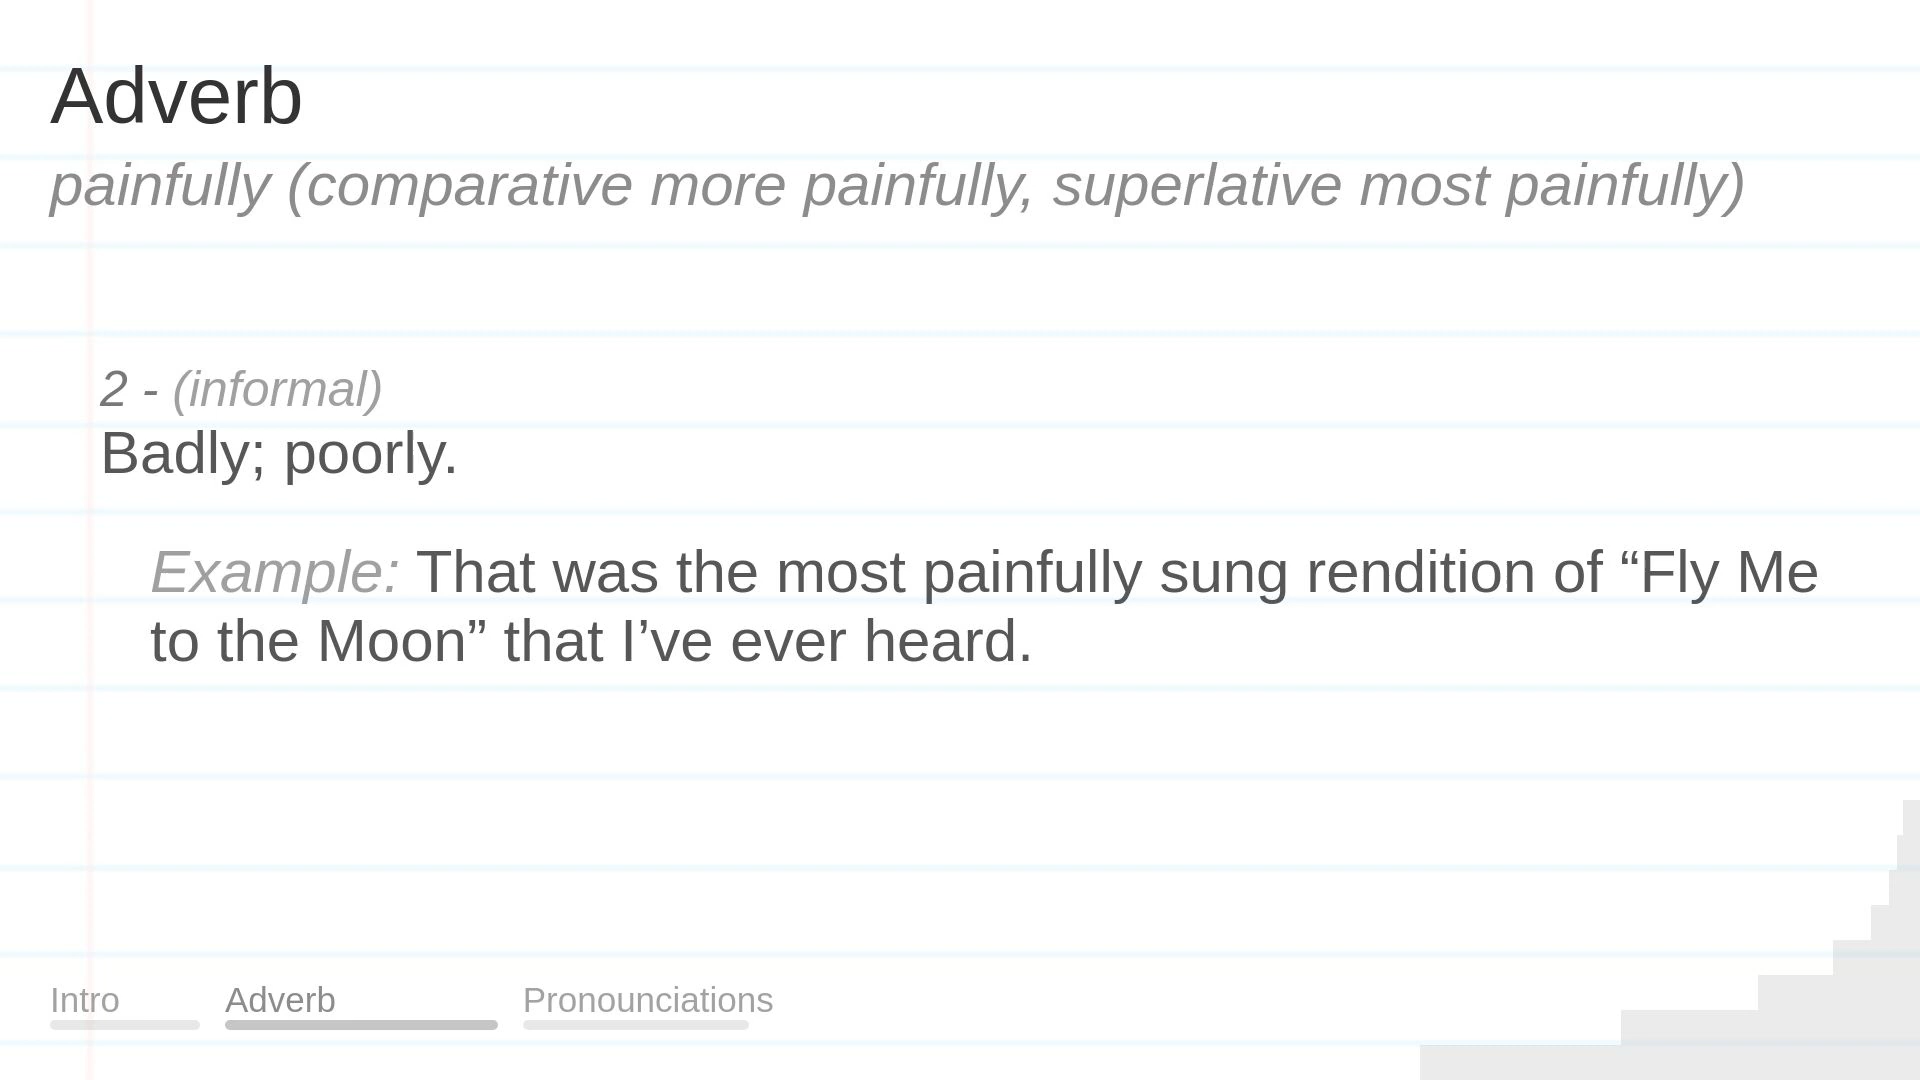 Adverb
painfully (comparative more painfully, superlative most painfully)
2 - (informal)
Badly; poorly.
Example: That was the most painfully sung rendition of “Fly Me
to the Moon” that I’ve ever heard.
Intro
Adverb
Pronounciations